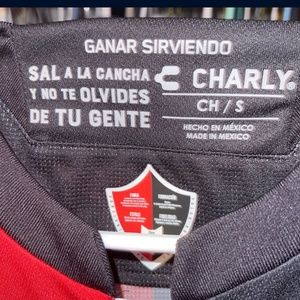 GANAR SIRVIENDO
SAL A LA CANCHA
Y NO TE OLVIDES
DE TU GENTE
CHARLY®
CH / S
HECHO EN MÉXICO
MADE IN MEXICO